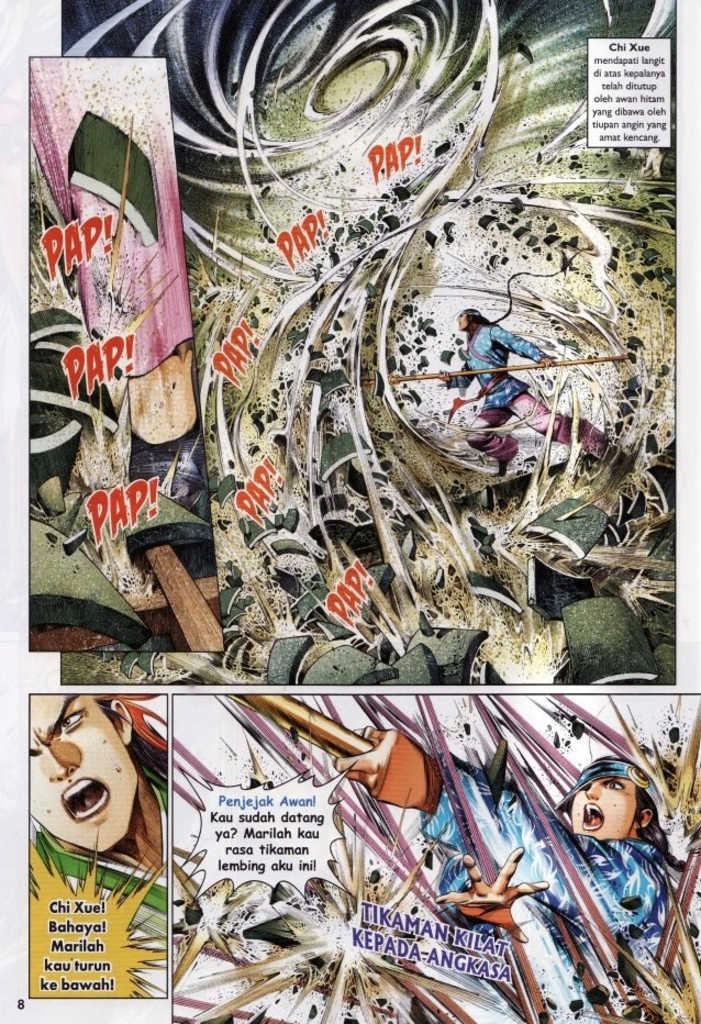 Chi Xue
mendapati langit
di atas kepalanya
telah ditutup
oleh awan hitam
yang dibawa oleh
tiupan angin yang
amat kencang.
PAP!
PAP!
PAP!
PAP!
PAP!
PAP!
PAP!
PAP!
Chi Xue!
Bahaya!
Marilah
kau turun
ke bawah!
Penjejak Awan!
Kau sudah datang
ya? Marilah kau
rasa tikaman
lembing aku ini!
TIKAMAN KILAT
KEPADA-ANGKASA
8